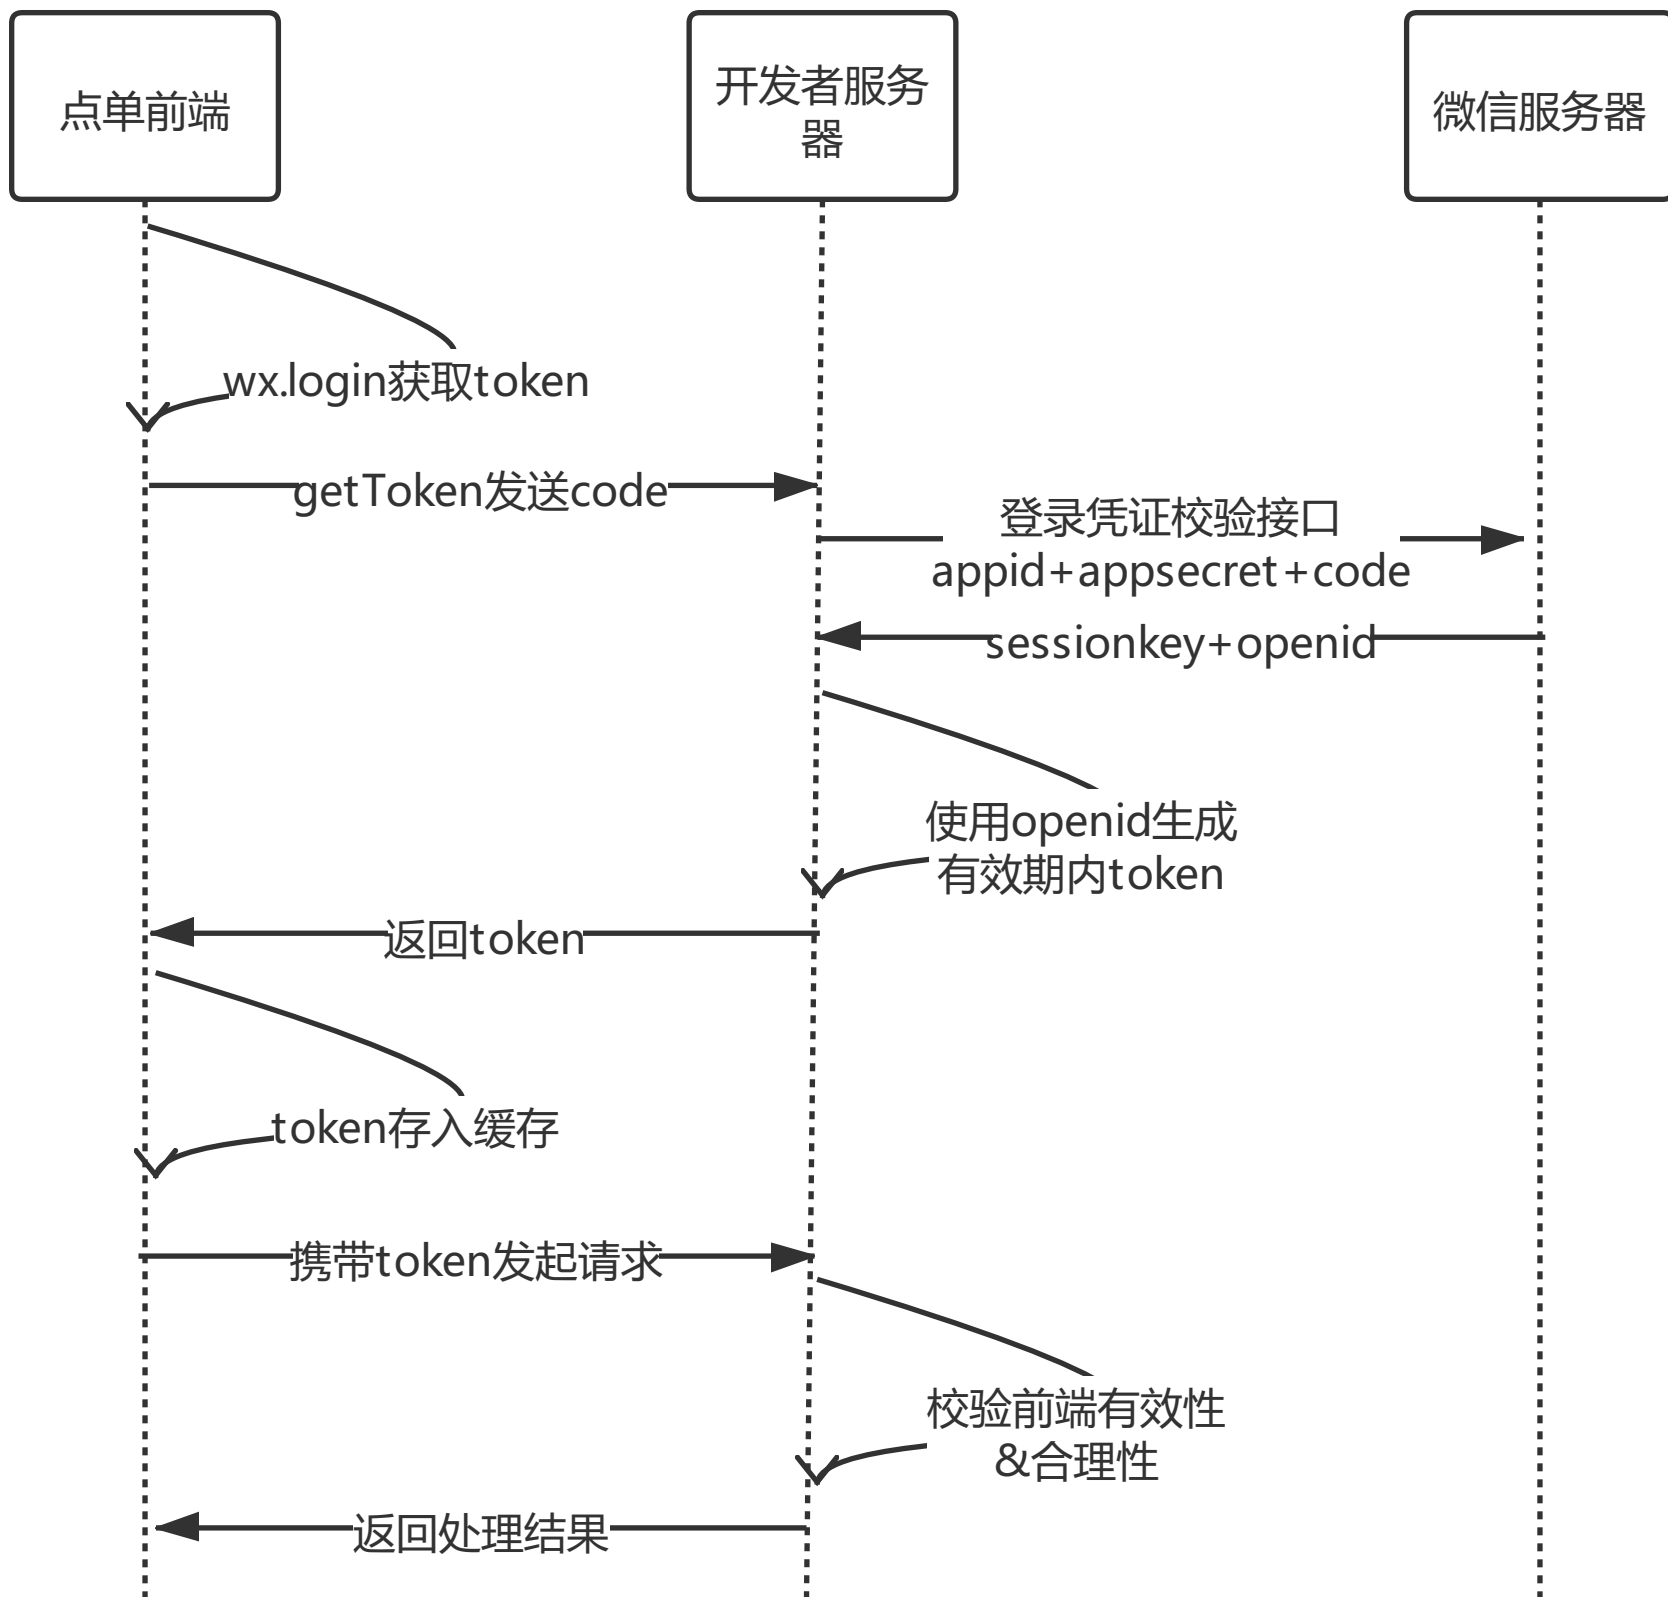 点单前端
开发者服务
器
微信服务器
wx.login获取token
getToken发送code
登录凭证校验接口
appid+appsecret+code
sessionkey+openid
使用openid生成
有效期内token
返回token
token存入缓存
携带token发起请求
校验前端有效性
&合理性
返回处理结果